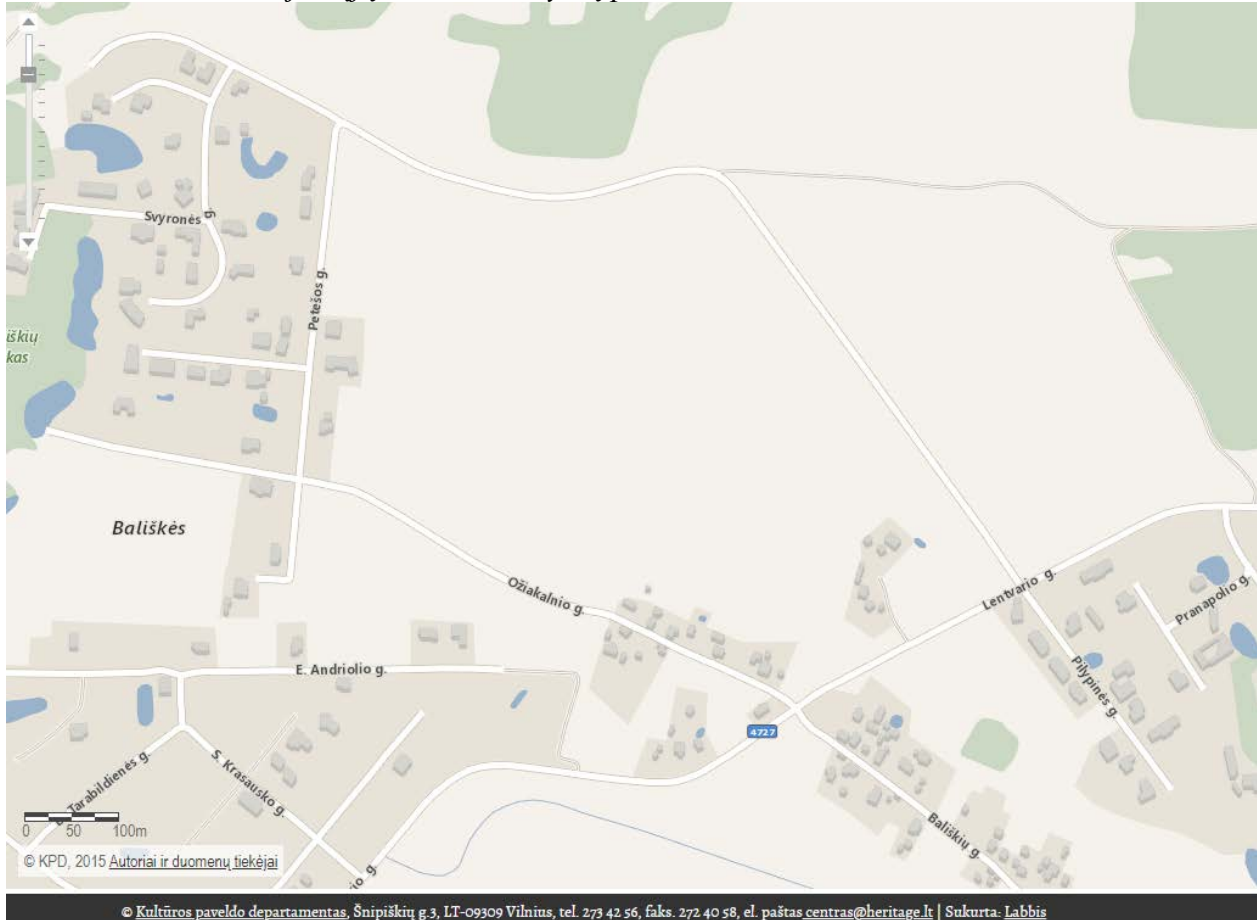 Svyronės g.
Petešos g.
iškių
kas
Bališkės
Ožiakalnio g.
Lentvario g.
Pranapolio g.
Pilypinės g.
E. Andriolio g.
4727
Tarabildienės g.
S. Krasausko g.
Bališkių g.
0 50 100m
© KPD, 2015 Autoriai ir duomenų tiekėjai
io g.
© Kultūros paveldo departamentas, Šnipiškių g.3, LT-09309 Vilnius, tel. 273 42 56, faks. 272 40 58, el. paštas centras@heritage.lt | Sukurta: Labbis